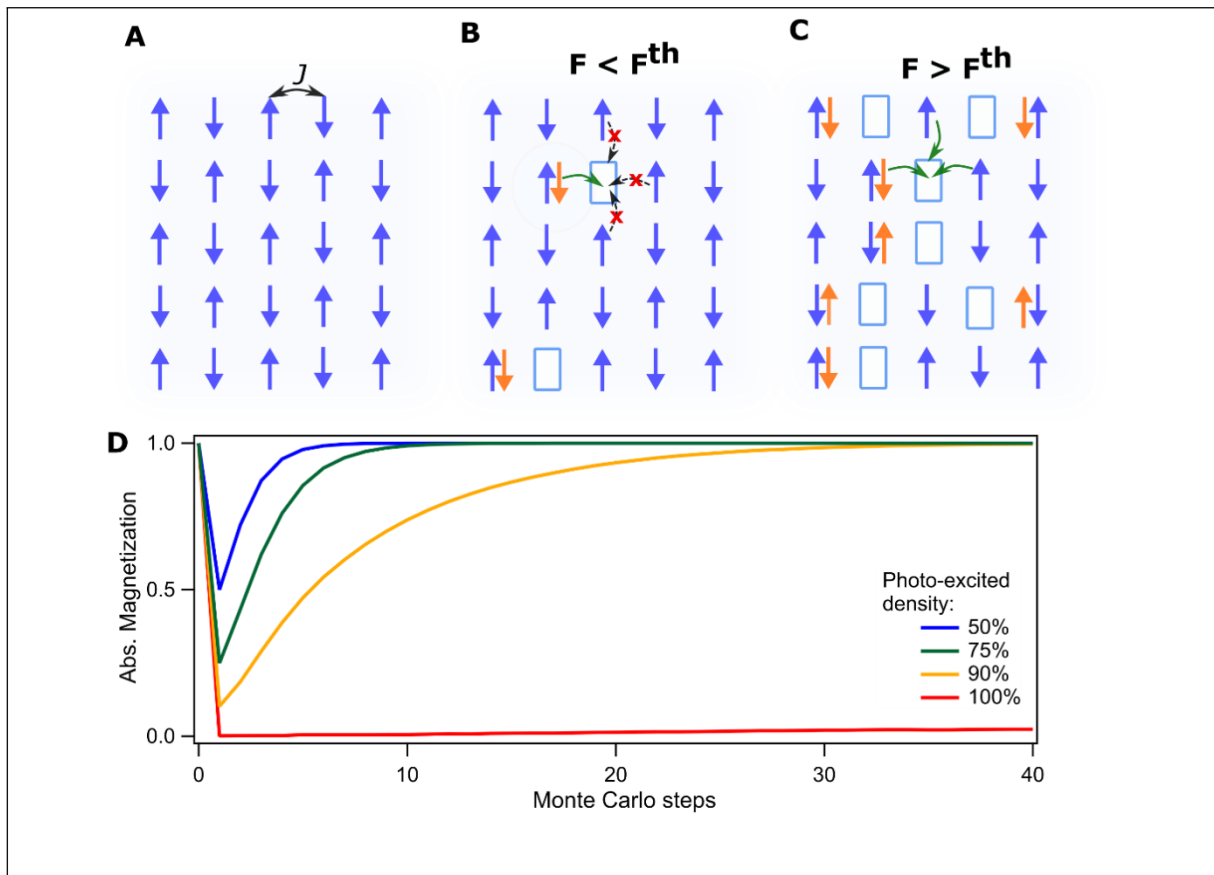 A
J
B
F < F^th
x
x
x
C
F > F^th
D
1.0
0.5
0.0
Abs. Magnetization
0
10
20
30
40
Monte Carlo steps
Photo-excited
density:
50%
75%
90%
100%